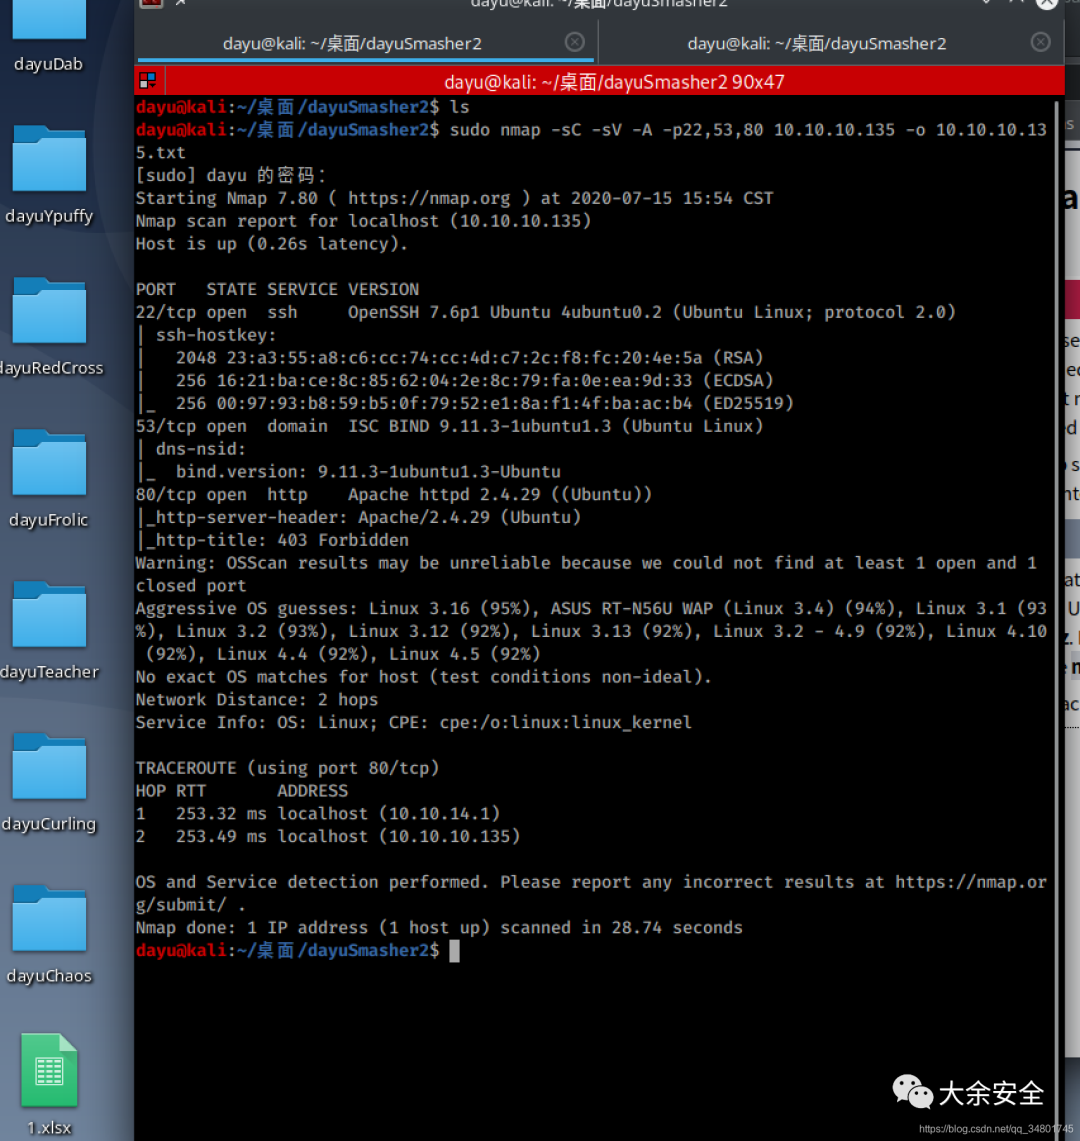 dayu@kali: ~/桌面/dayuSmasher2
dayu@kali: ~/桌面/dayuSmasher2
dayu@kali: ~/桌面/dayuSmasher2
dayu@kali: ~/桌面/dayuSmasher2 90x47
dayu@kali:~/桌面/dayuSmasher2$ ls
dayu@kali:~/桌面/dayuSmasher2$ sudo nmap -sC -sV -A -p22,53,80 10.10.10.135 -o 10.10.10.13
5.txt
[sudo] dayu 的密码：
Starting Nmap 7.80 ( https://nmap.org ) at 2020-07-15 15:54 CST
Nmap scan report for localhost (10.10.10.135)
Host is up (0.26s latency).
PORT   STATE SERVICE VERSION
22/tcp open  ssh     OpenSSH 7.6p1 Ubuntu 4ubuntu0.2 (Ubuntu Linux; protocol 2.0)
| ssh-hostkey:
|   2048 23:a3:55:a8:c6:cc:74:cc:4d:c7:2c:f8:fc:20:4e:5a (RSA)
|   256 16:21:ba:ce:8c:85:62:04:2e:8c:79:fa:0e:ea:9d:33 (ECDSA)
|_  256 00:97:93:b8:59:b5:0f:79:52:e1:8a:f1:4f:ba:ac:b4 (ED25519)
53/tcp open  domain  ISC BIND 9.11.3-1ubuntu1.3 (Ubuntu Linux)
| dns-nsid:
|_  bind.version: 9.11.3-1ubuntu1.3-Ubuntu
80/tcp open  http    Apache httpd 2.4.29 ((Ubuntu))
|_http-server-header: Apache/2.4.29 (Ubuntu)
|_http-title: 403 Forbidden
Warning: OSScan results may be unreliable because we could not find at least 1 open and 1
closed port
Aggressive OS guesses: Linux 3.16 (95%), ASUS RT-N56U WAP (Linux 3.4) (94%), Linux 3.1 (93
%), Linux 3.2 (93%), Linux 3.12 (92%), Linux 3.13 (92%), Linux 3.2 - 4.9 (92%), Linux 4.10
(92%), Linux 4.4 (92%), Linux 4.5 (92%)
No exact OS matches for host (test conditions non-ideal).
Network Distance: 2 hops
Service Info: OS: Linux; CPE: cpe:/o:linux:linux_kernel
TRACEROUTE (using port 80/tcp)
HOP RTT       ADDRESS
1   253.32 ms localhost (10.10.14.1)
2   253.49 ms localhost (10.10.10.135)
OS and Service detection performed. Please report any incorrect results at https://nmap.or
g/submit/ .
Nmap done: 1 IP address (1 host up) scanned in 28.74 seconds
dayu@kali:~/桌面/dayuSmasher2$
dayuDab
dayuYpuffy
dayuRedCross
dayuFrolic
dayuTeacher
dayuCurling
dayuChaos
1.xlsx
大余安全
https://blog.csdn.net/qq_34801745